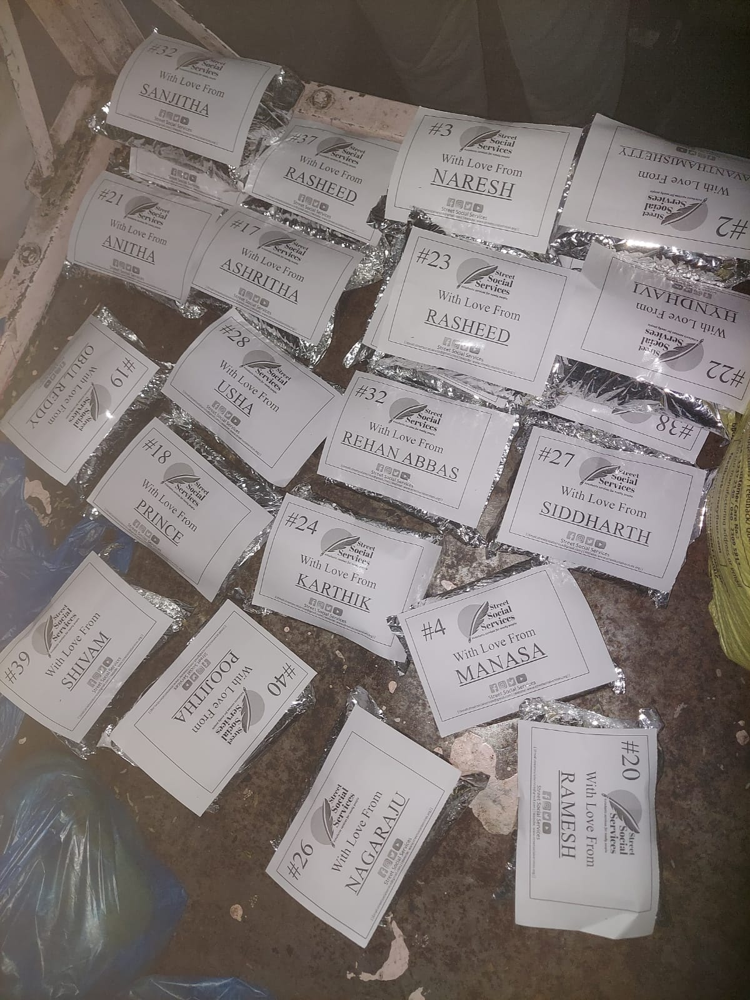 #32
Street
Social
Services
With Love From
SANJITHA
Street Social Services
#37
Street
Social
Services
With Love From
RASHEED
Street Social Services
#3
Street
Social
Services
With Love From
NARESH
Street Social Services
#2
Street
Social
Services
With Love From
#21
Street
Social
Services
With Love From
ANITHA
Street Social Services
#17
Street
Social
Services
With Love From
ASHRITHA
Street Social Services
#23
Street
Social
Services
With Love From
RASHEED
Street Social Services
#22
Street
Social
Services
With Love From
HYNDHAVI
#19
Street
Social
Services
With Love From
OBUL REDDY
#28
Street
Social
Services
With Love From
USHA
Street Social Services
#32
Street
Social
Services
With Love From
REHAN ABBAS
Street Social Services
#38
#27
Street
Social
Services
With Love From
SIDDHARTH
Street Social Services
#18
Street
Social
Services
With Love From
PRINCE
Street Social Services
#24
Street
Social
Services
With Love From
KARTHIK
Street Social Services
#4
Street
Social
Services
With Love From
MANASA
Street Social Services
#39
Street
Social
Services
With Love From
SHIVAM
Street Social Services
#40
Street
Social
Services
With Love From
POOJITHA
Street Social Services
#26
Street
Social
Services
With Love From
NAGARAJU
Street Social Services
#20
Street
Social
Services
With Love From
RAMESH
Street Social Services